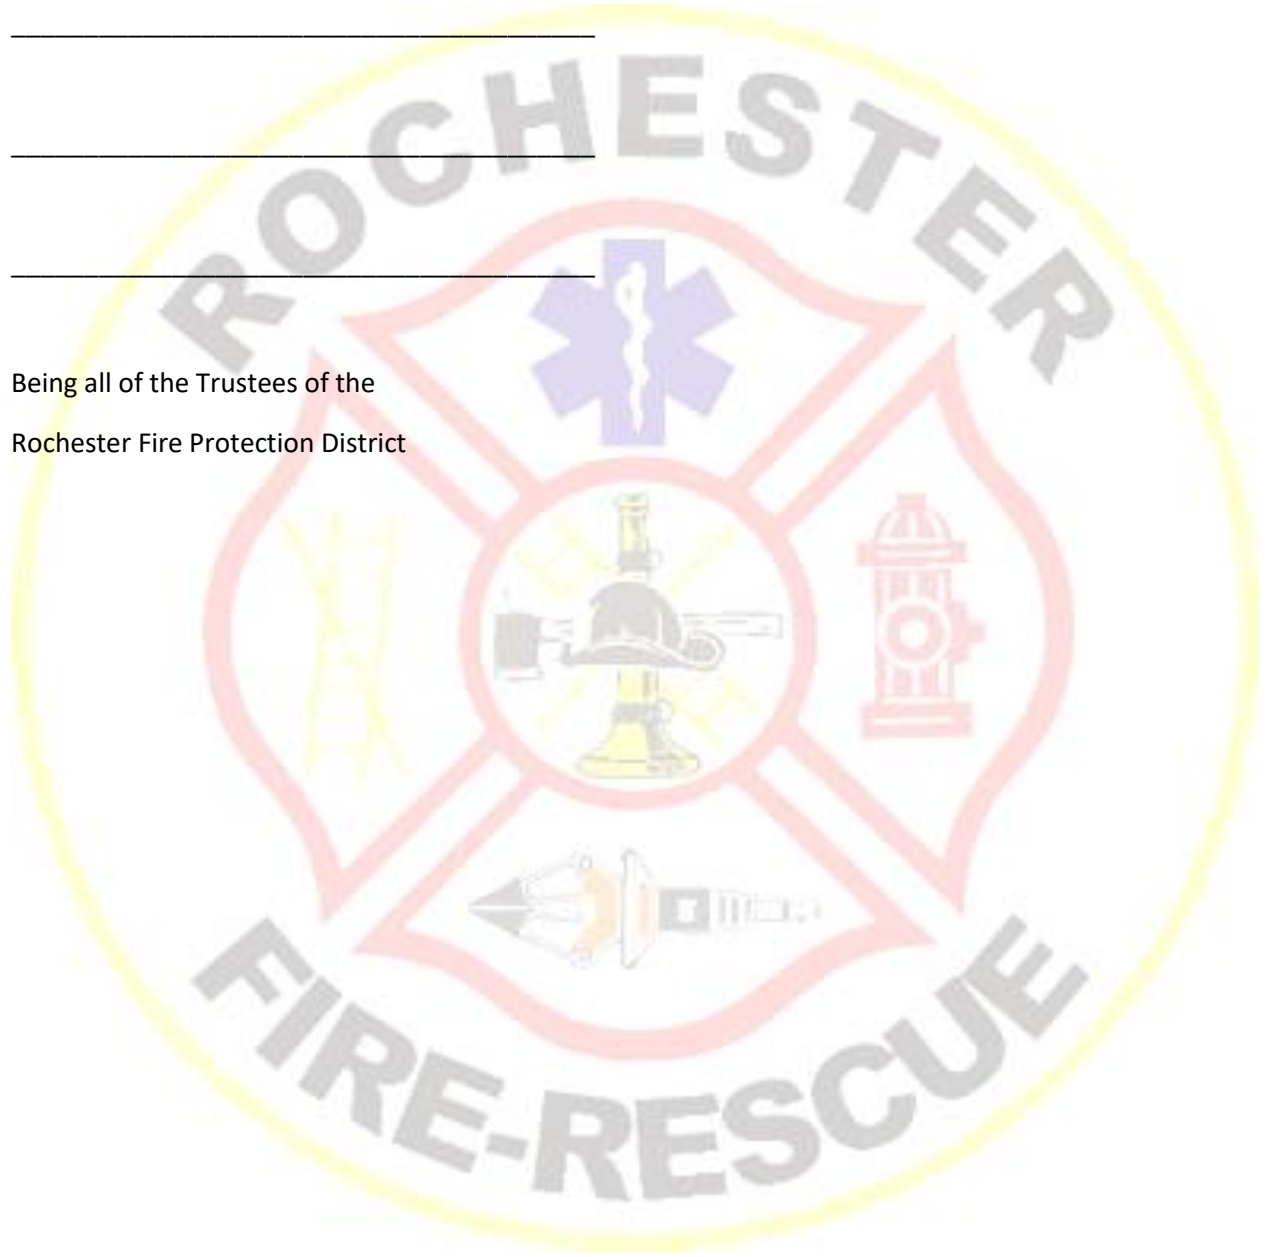 ROCHESTER
Being all of the Trustees of the
Rochester Fire Protection District
FIRE-RESCUE